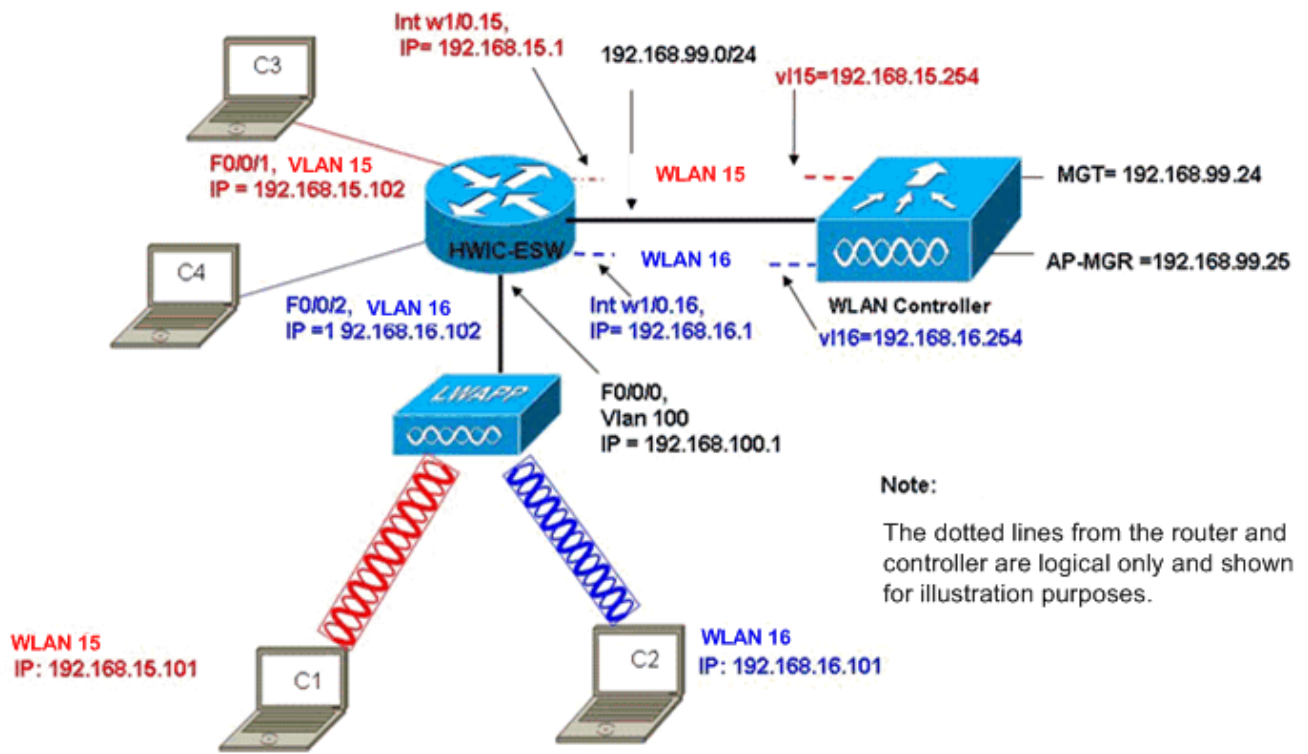 C3
Int w1/0.15,
IP= 192.168.15.1
192.168.99.0/24
vl15=192.168.15.254
F0/0/1, VLAN 15
IP = 192.168.15.102
WLAN 15
MGT= 192.168.99.24
HWIC-ESW
C4
WLAN 16
AP-MGR =192.168.99.25
F0/0/2, VLAN 16
IP =1 92.168.16.102
Int w1/0.16,
IP= 192.168.16.1
WLAN Controller
vl16=192.168.16.254
LWAPP
F0/0/0,
Vlan 100
IP = 192.168.100.1
Note:
The dotted lines from the router and
controller are logical only and shown
for illustration purposes.
WLAN 15
IP: 192.168.15.101
C1
C2
WLAN 16
IP: 192.168.16.101